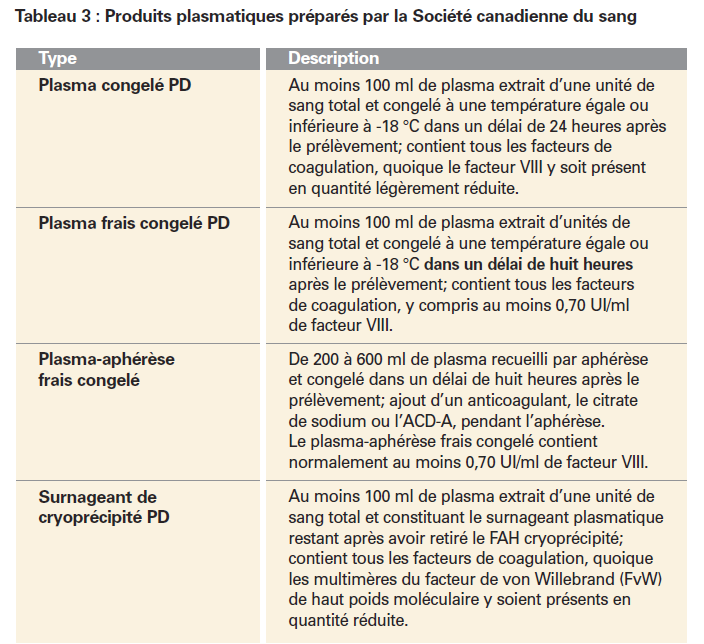 Tableau 3 : Produits plasmatiques préparés par la Société canadienne du sang
Type
Description
Plasma congelé PD
Au moins 100 ml de plasma extrait d’une unité de
sang total et congelé à une température égale ou
inférieure à -18 °C dans un délai de 24 heures après
le prélèvement; contient tous les facteurs de
coagulation, quoique le facteur VIII y soit présent
en quantité légèrement réduite.
Plasma frais congelé PD
Au moins 100 ml de plasma extrait d’unités de
sang total et congelé à une température égale ou
inférieure à -18 °C dans un délai de huit heures
après le prélèvement; contient tous les facteurs
de coagulation, y compris au moins 0,70 UI/ml
de facteur VIII.
Plasma-aphérèse
frais congelé
De 200 à 600 ml de plasma recueilli par aphérèse
et congelé dans un délai de huit heures après le
prélèvement; ajout d’un anticoagulant, le citrate
de sodium ou l’ACD-A, pendant l’aphérèse.
Le plasma-aphérèse frais congelé contient
normalement au moins 0,70 UI/ml de facteur VIII.
Surnageant de
cryoprécipité PD
Au moins 100 ml de plasma extrait d’une unité de
sang total et constituant le surnageant plasmatique
restant après avoir retiré le FAH cryoprécipité;
contient tous les facteurs de coagulation, quoique
les multimères du facteur de von Willebrand (FvW)
de haut poids moléculaire y soient présents en
quantité réduite.